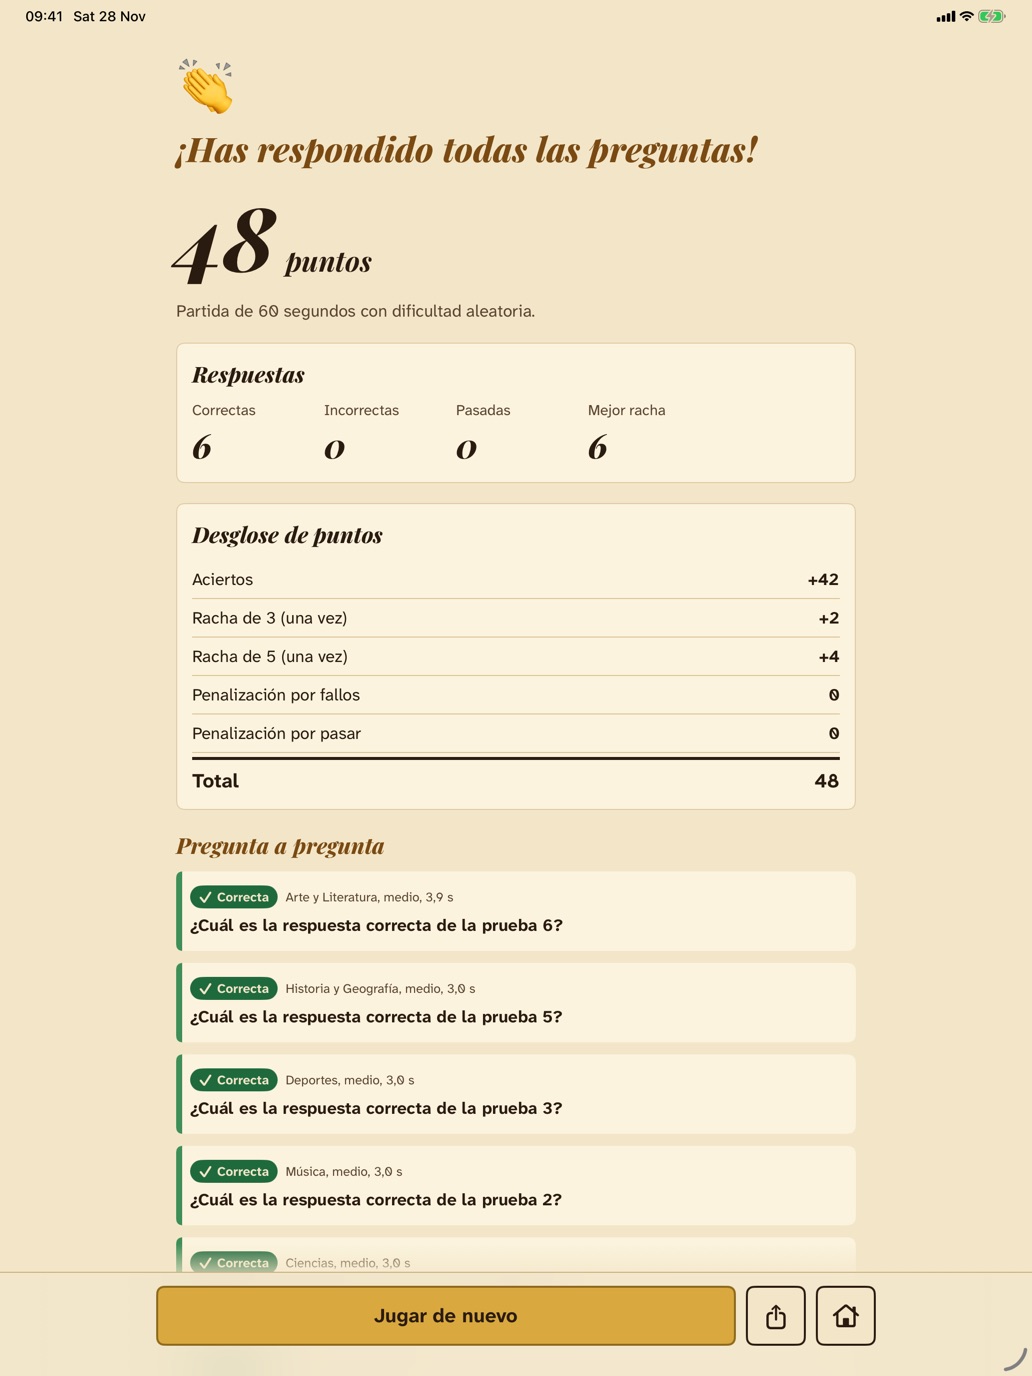 09:41 Sat 28 Nov
¡Has respondido todas las preguntas!
48 puntos
Partida de 60 segundos con dificultad aleatoria.
Respuestas
Correctas Incorrectas Pasadas Mejor racha
6 0 0 6
Desglose de puntos
Aciertos +42
Racha de 3 (una vez) +2
Racha de 5 (una vez) +4
Penalización por fallos 0
Penalización por pasar 0
Total 48
Pregunta a pregunta
✓ Correcta Arte y Literatura, medio, 3,9 s
¿Cuál es la respuesta correcta de la prueba 6?
✓ Correcta Historia y Geografía, medio, 3,0 s
¿Cuál es la respuesta correcta de la prueba 5?
✓ Correcta Deportes, medio, 3,0 s
¿Cuál es la respuesta correcta de la prueba 3?
✓ Correcta Música, medio, 3,0 s
¿Cuál es la respuesta correcta de la prueba 2?
✓ Correcta Ciencias, medio, 3,0 s
Jugar de nuevo